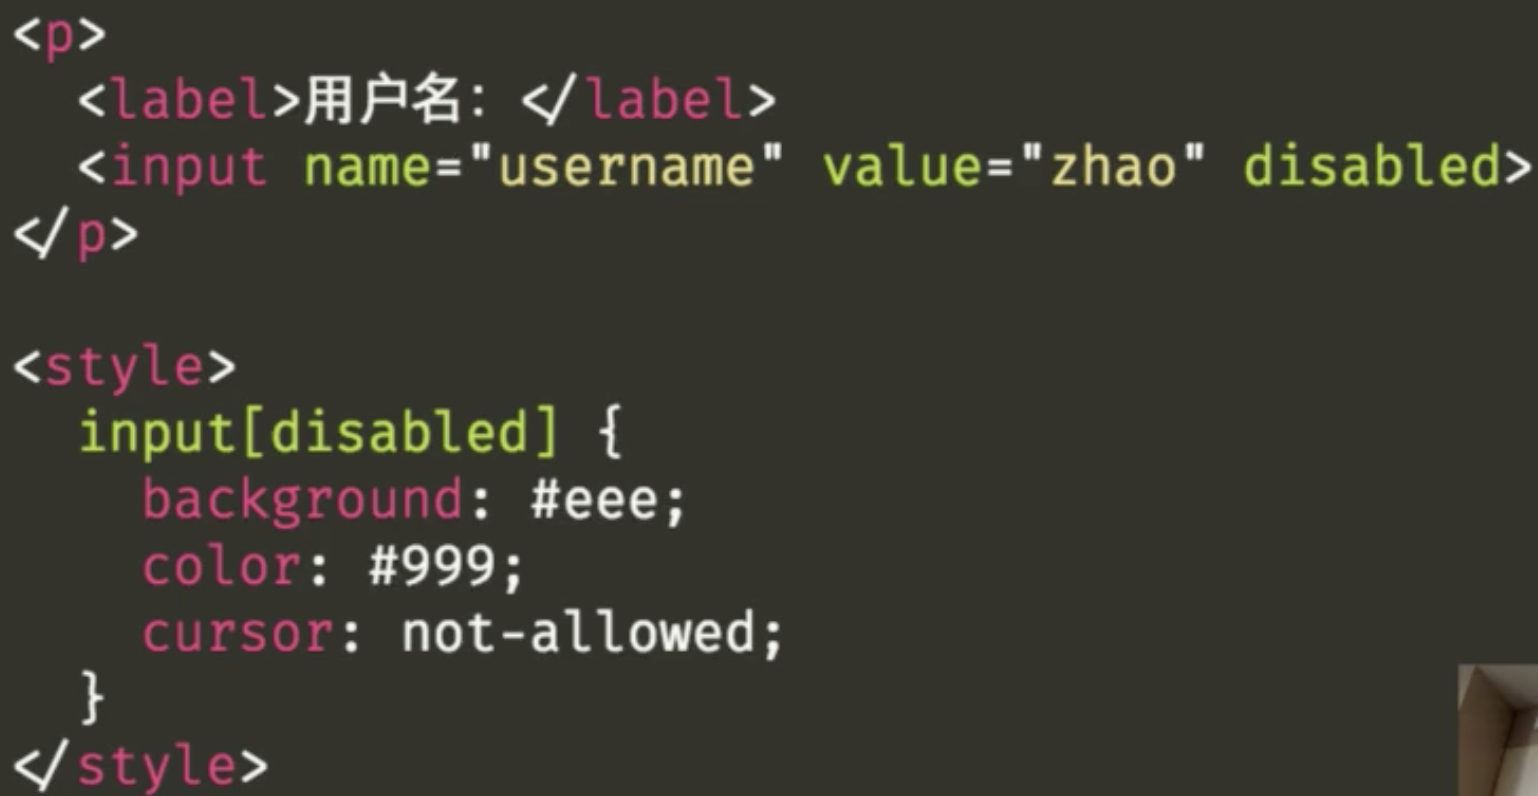 <p>
  <label>用户名：</label>
  <input name="username" value="zhao" disabled>
</p>
<style>
  input[disabled] {
    background: #eee;
    color: #999;
    cursor: not-allowed;
  }
</style>